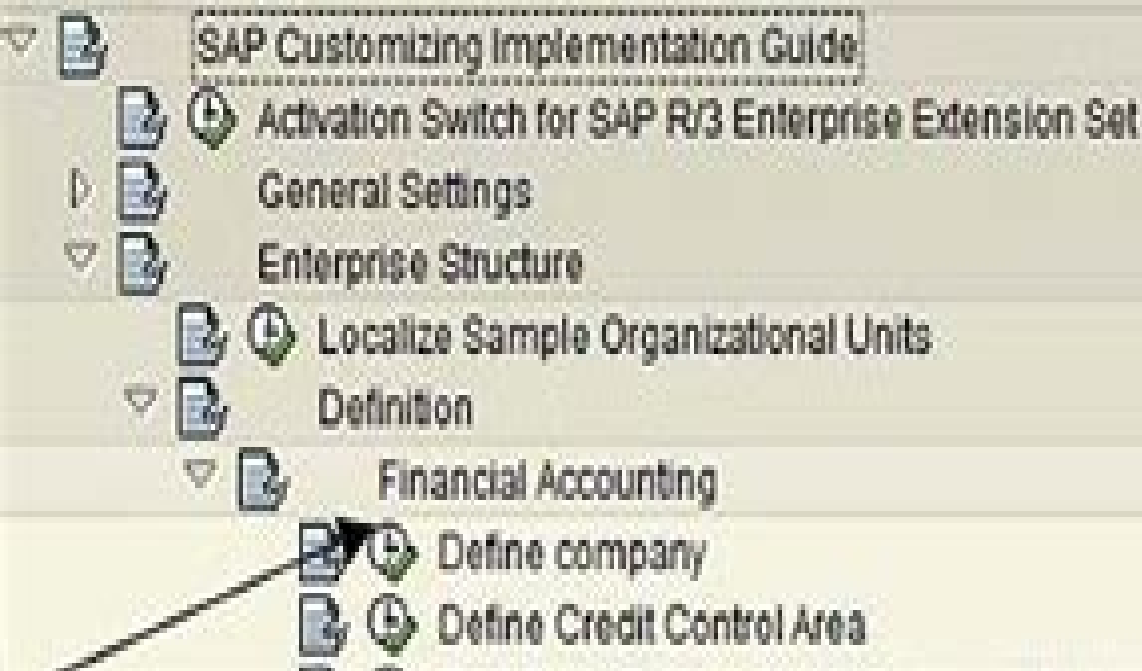 SAP Customizing Implementation Guide
Activation Switch for SAP R/3 Enterprise Extension Set
General Settings
Enterprise Structure
Localize Sample Organizational Units
Definition
Financial Accounting
Define company
Define Credit Control Area